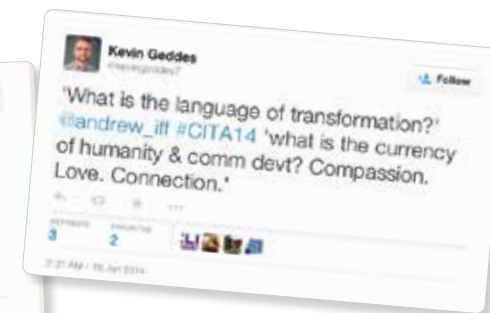 Kevin Geddes
Follow
'What is the language of transformation?'
@andrew_iff #CITA14 'what is the currency
of humanity & comm devt? Compassion.
Love. Connection.'
3 2